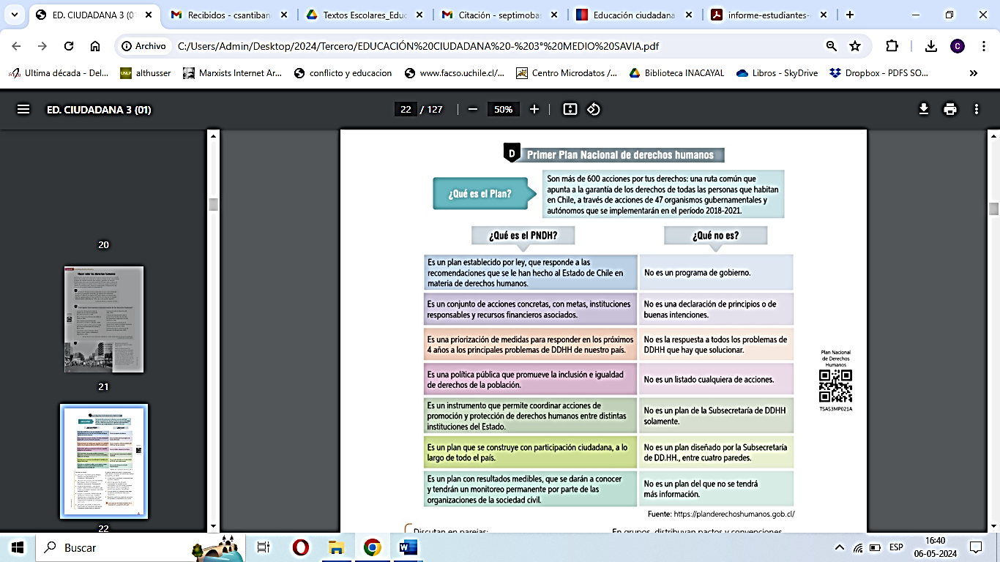 ED. CIUDADANA 3 (0
Recibidos - csantiban
Textos Escolares_Educ
Citación - septimobas
Educación ciudadana
informe-estudiantes-
Archivo
C:/Users/Admin/Desktop/2024/Tercero/EDUCACIÓN%20CIUDADANA%20-%203°%20MEDIO%20SAVIA.pdf
Ultima década - Del...
althusser
Marxists Internet Ar...
conflicto y educacion
www.facso.uchile.cl/...
Centro Microdatos /...
Biblioteca INACAYAL
Libros - SkyDrive
Dropbox - PDFS SO...
ED. CIUDADANA 3 (01)
22 / 127
50%
20
21
22
D Primer Plan Nacional de derechos humanos
¿Qué es el Plan?
Son más de 600 acciones por tus derechos: una ruta común que
apunta a la garantía de los derechos de todas las personas que habitan
en Chile, a través de acciones de 47 organismos gubernamentales y
autónomos que se implementarán en el período 2018-2021.
¿Qué es el PNDH?
¿Qué no es?
Es un plan establecido por ley, que responde a las
recomendaciones que se le han hecho al Estado de Chile en
materia de derechos humanos.
No es un programa de gobierno.
Es un conjunto de acciones concretas, con metas, instituciones
responsables y recursos financieros asociados.
No es una declaración de principios o de
buenas intenciones.
Es una priorización de medidas para responder en los próximos
4 años a los principales problemas de DDHH de nuestro país.
No es la respuesta a todos los problemas de
DDHH que hay que solucionar.
Es una política pública que promueve la inclusión e igualdad
de derechos de la población.
No es un listado cualquiera de acciones.
Es un instrumento que permite coordinar acciones de
promoción y protección de derechos humanos entre distintas
instituciones del Estado.
No es un plan de la Subsecretaría de DDHH
solamente.
Es un plan que se construye con participación ciudadana, a lo
largo de todo el país.
No es un plan diseñado por la Subsecretaría
de DD.HH., entre cuatro paredes.
Es un plan con resultados medibles, que se darán a conocer
y tendrán un monitoreo permanente por parte de las
organizaciones de la sociedad civil.
No es un plan del que no se tendrá
más información.
Plan Nacional
de Derechos
Humanos
TSAS3MP021A
Fuente: https://planderechoshumanos.gob.cl/
Discutan en parejas:
En grupos, distribuyan pactos y convenciones
Buscar
ESP
16:40
06-05-2024